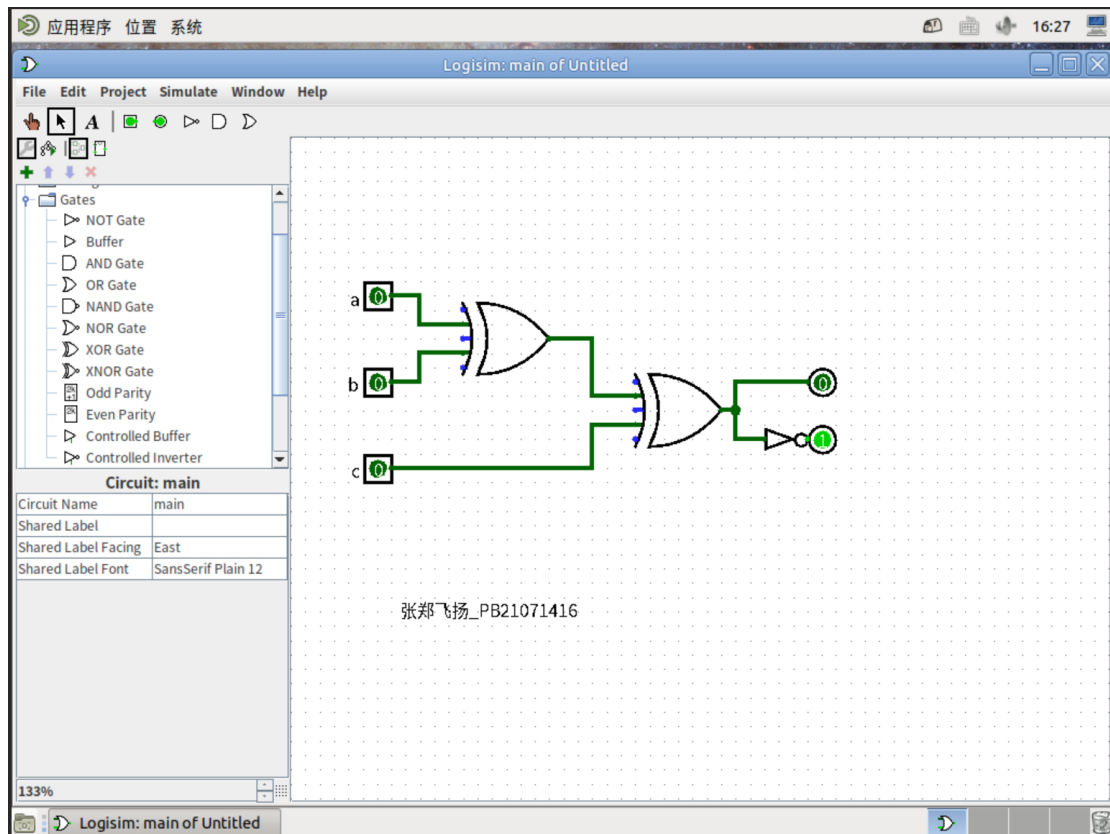 应用程序 位置 系统 16:27
Logisim: main of Untitled
File Edit Project Simulate Window Help
A
Gates
NOT Gate
Buffer
AND Gate
OR Gate
NAND Gate
NOR Gate
XOR Gate
XNOR Gate
Odd Parity
Even Parity
Controlled Buffer
Controlled Inverter
Circuit: main
Circuit Name main
Shared Label
Shared Label Facing East
Shared Label Font SansSerif Plain 12
133%
a 0
b 0
c 0
0
1
张郑飞扬_PB21071416
Logisim: main of Untitled